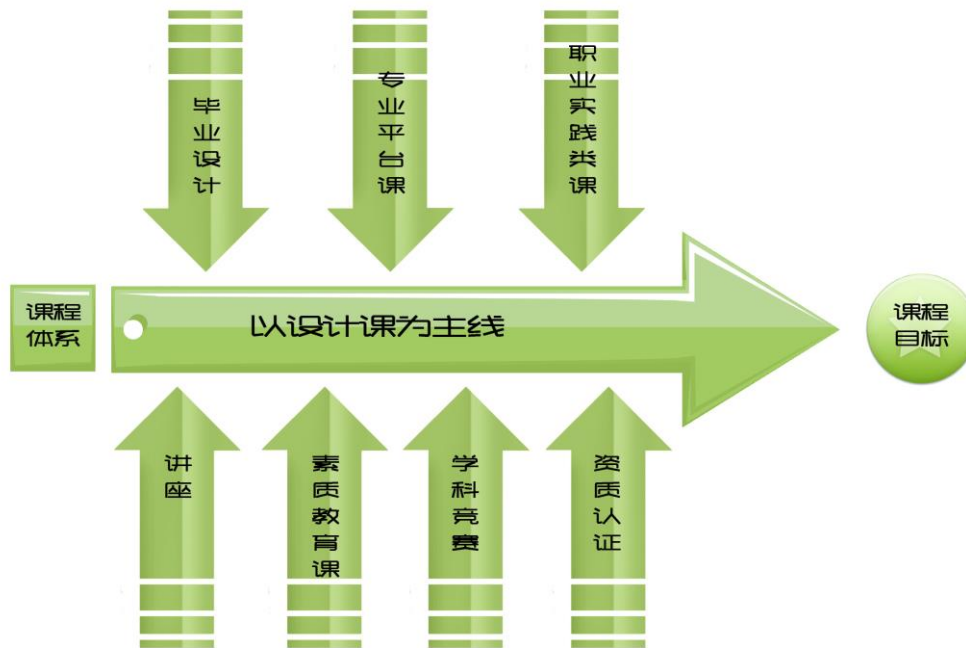 毕业设计
专业平台课
职业实践类课
课程
体系
以设计课为主线
课程
目标
讲座
素质教育课
学科竞赛
资质认证